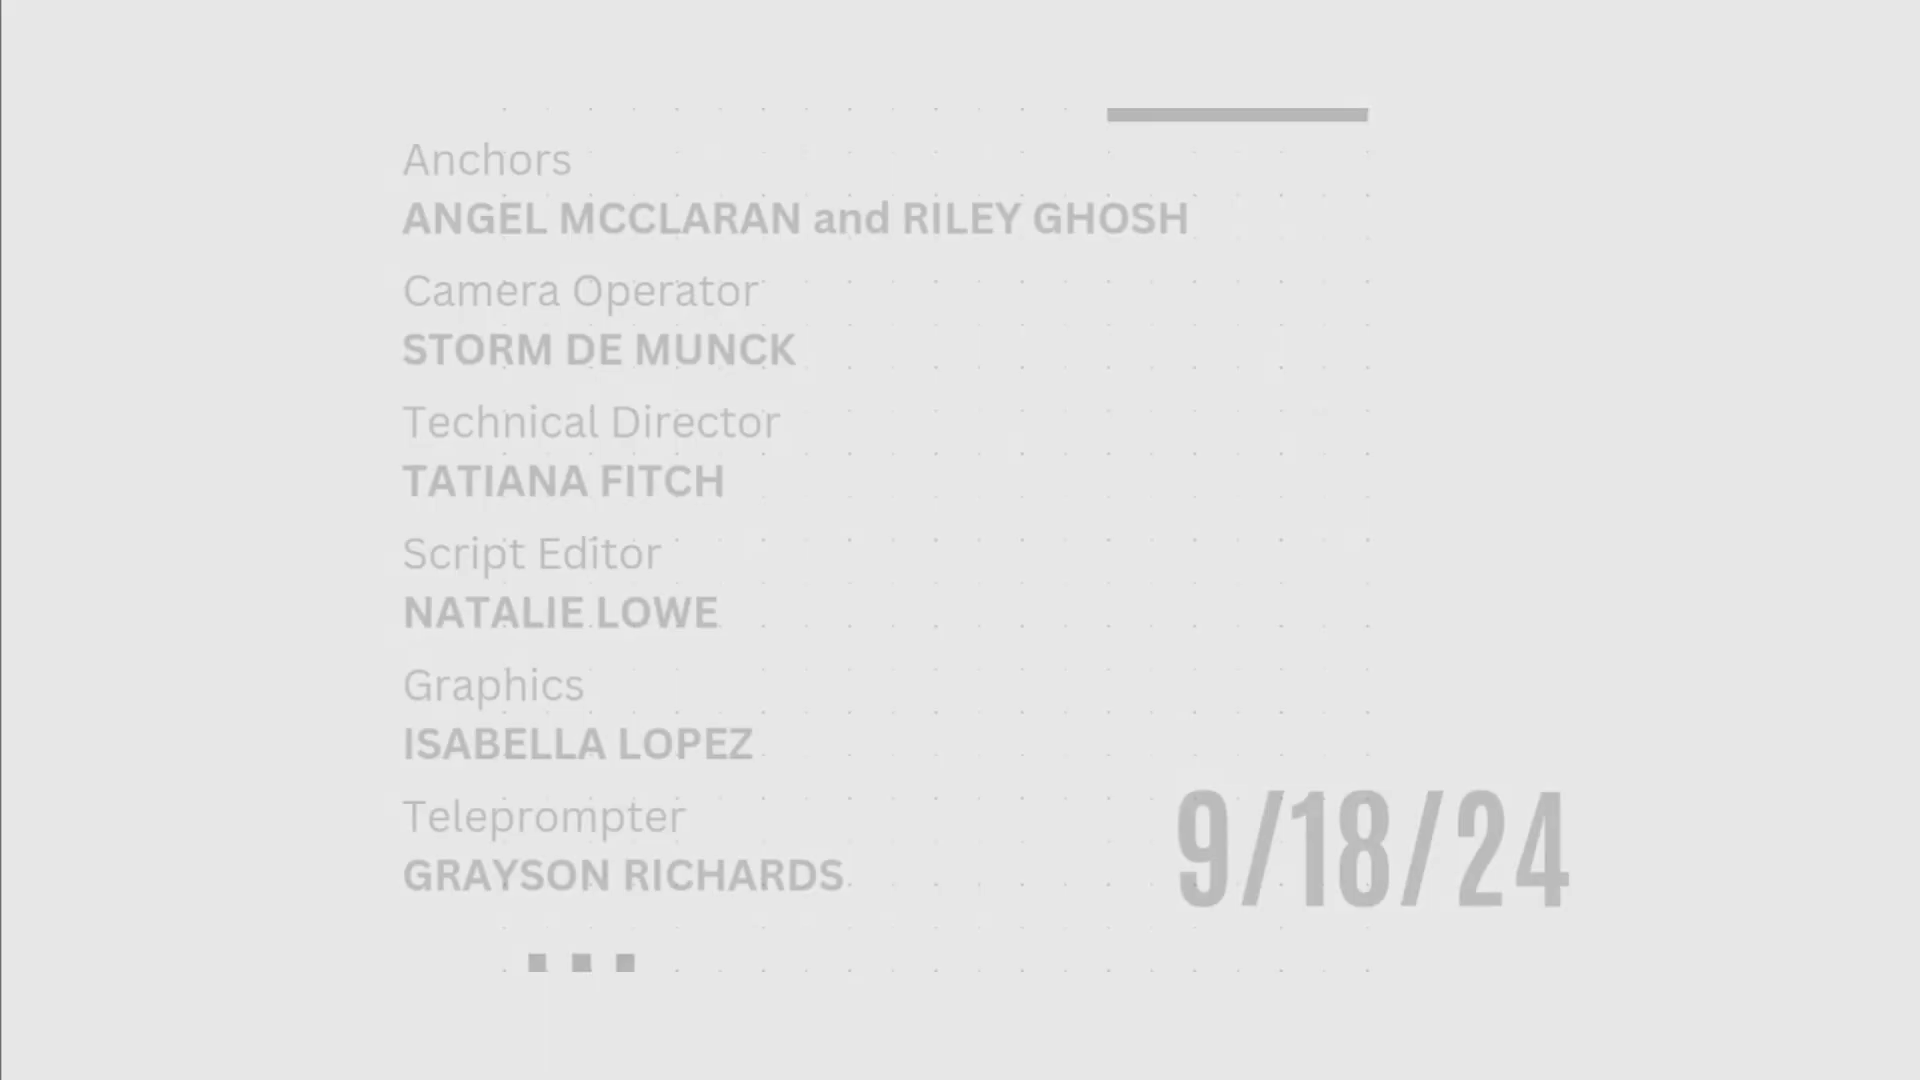 Anchors
ANGEL MCCLARAN and RILEY GHOSH
Camera Operator
STORM DE MUNCK
Technical Director
TATIANA FITCH
Script Editor
NATALIE LOWE
Graphics
ISABELLA LOPEZ
Teleprompter
GRAYSON RICHARDS
9/18/24